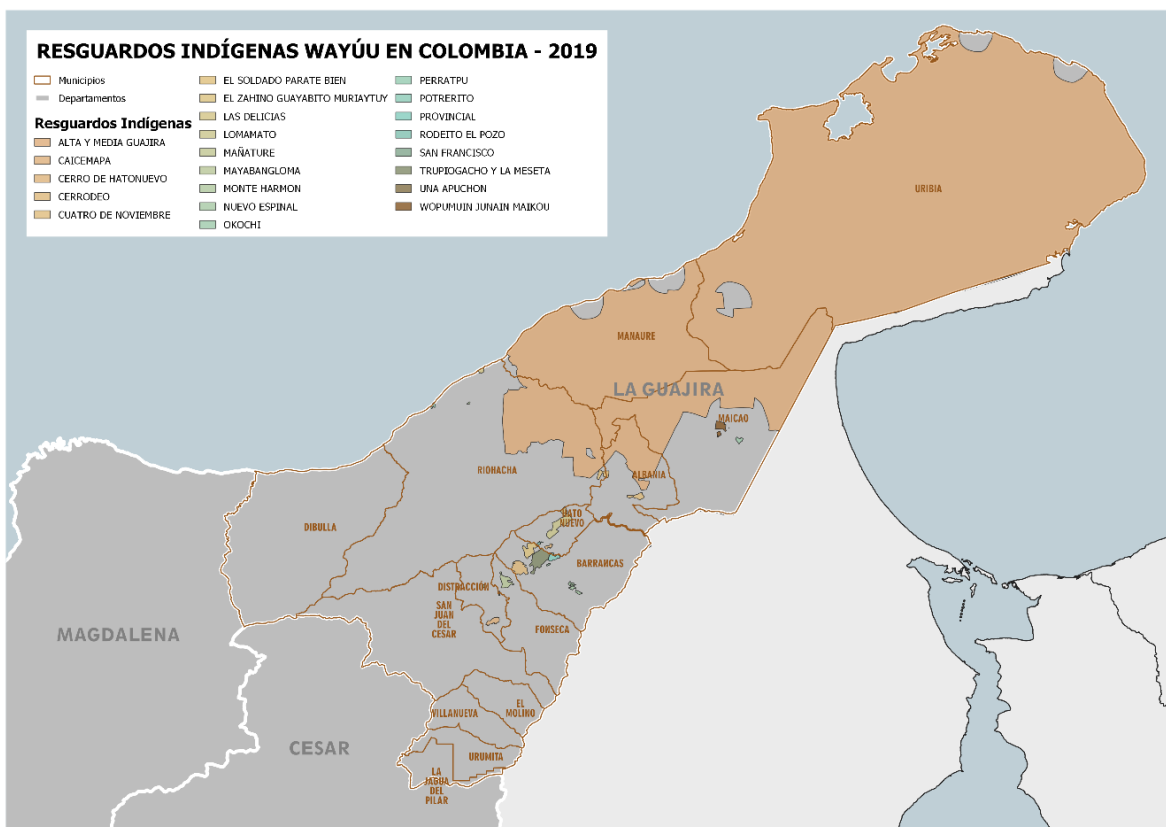 RESGUARDOS INDÍGENAS WAYÚU EN COLOMBIA - 2019
Municipios
Departamentos
Resguardos Indígenas
ALTA Y MEDIA GUAJIRA
CAICEMAPA
CERRO DE HATONUEVO
CERRODEO
CUATRO DE NOVIEMBRE
EL SOLDADO PARATE BIEN
EL ZAHINO GUAYABITO MURIAYTUY
LAS DELICIAS
LOMAMATO
MAÑATURE
MAYABANGLOMA
MONTE HARMON
NUEVO ESPINAL
OKOCHI
PERRATPU
POTRERITO
PROVINCIAL
RODEITO EL POZO
SAN FRANCISCO
TRUPIOGACHO Y LA MESETA
UNA APUCHON
WOPUMUIN JUNAIN MAIKOU
URIBIA
MANAURE
LA GUAJIRA
MAICAO
RIOHACHA
ALBANIA
DIBULLA
HATO
NUEVO
BARRANCAS
DISTRACCIÓN
SAN
JUAN
DEL
CESAR
FONSECA
MAGDALENA
EL
MOLINO
VILLANUEVA
CESAR
URUMITA
LA
JAGUA
DEL
PILAR